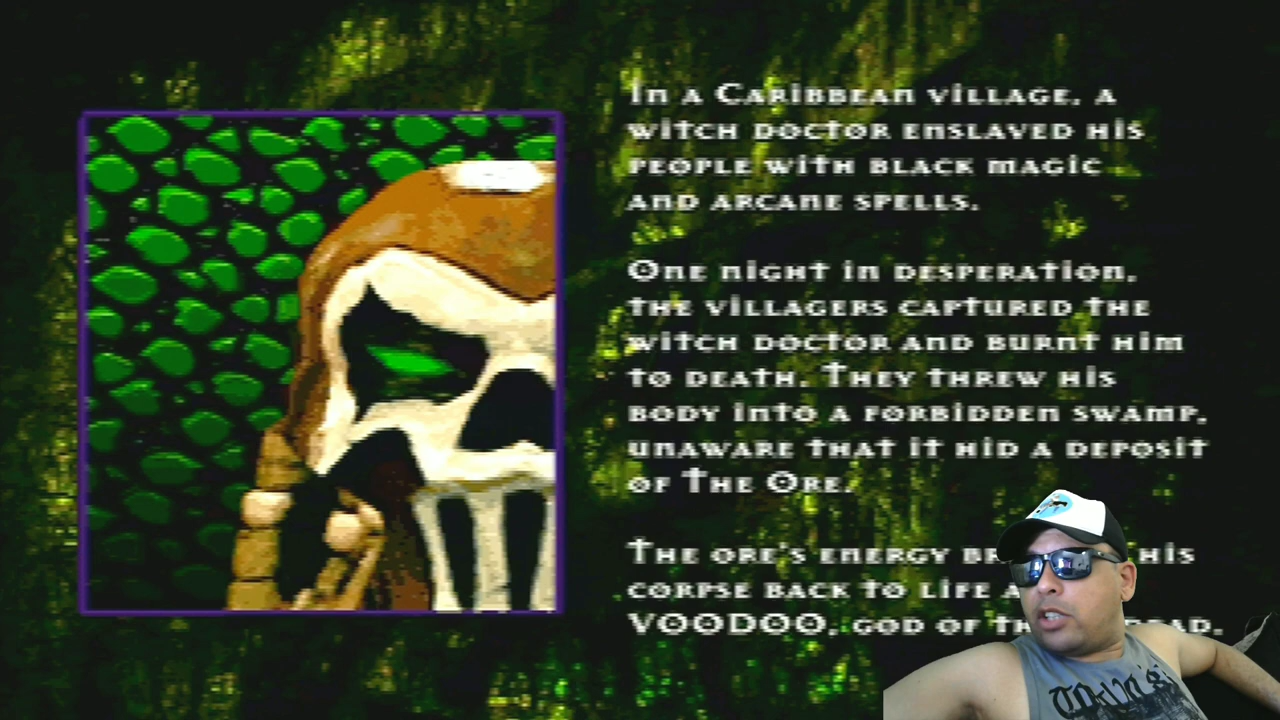 In a Caribbean village, a
witch doctor enslaved his
people with black magic
and arcane spells.
One night in desperation,
the villagers captured the
witch doctor and burnt him
to death. They threw his
body into a forbidden swamp,
unaware that it hid a deposit
of The Ore.
The ore's energy his
corpse back to life
VOODOO, god of